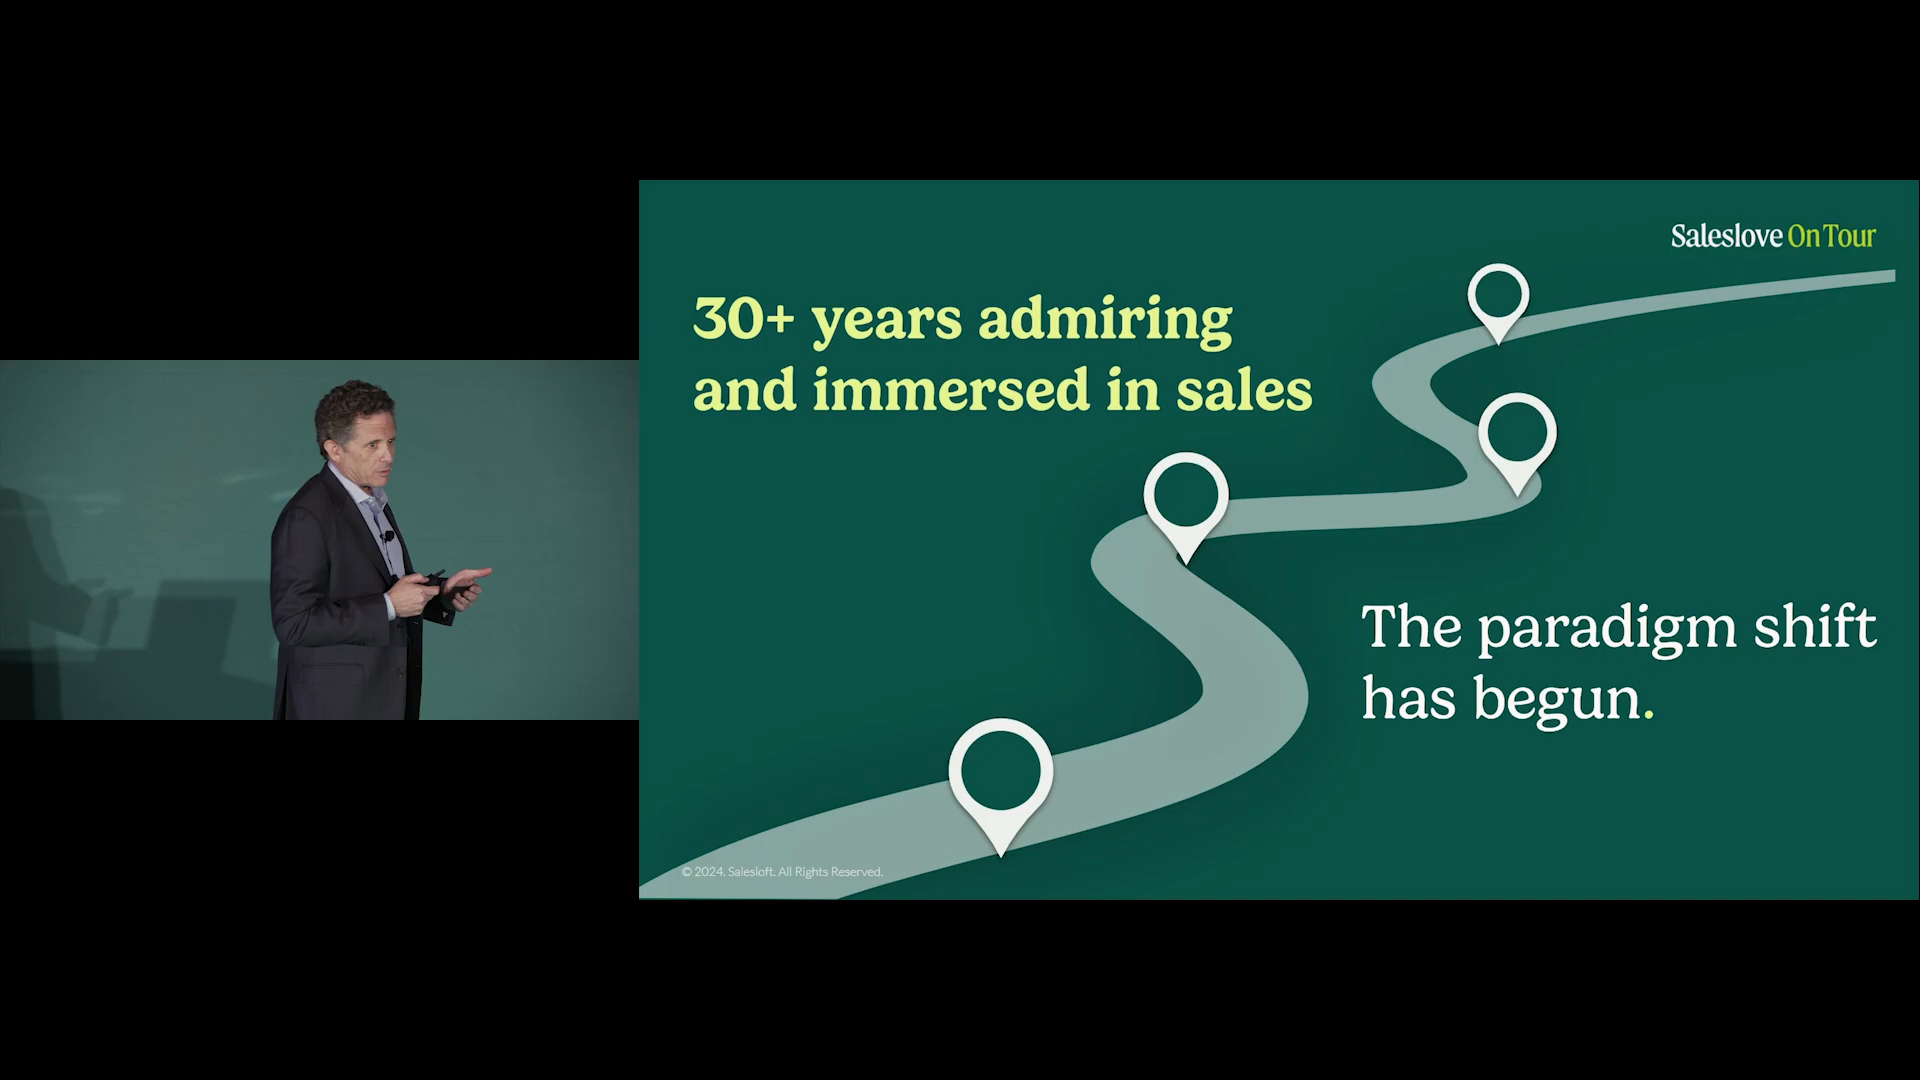 Saleslove On Tour
30+ years admiring
and immersed in sales
The paradigm shift
has begun.
© 2024. Salesloft. All Rights Reserved.